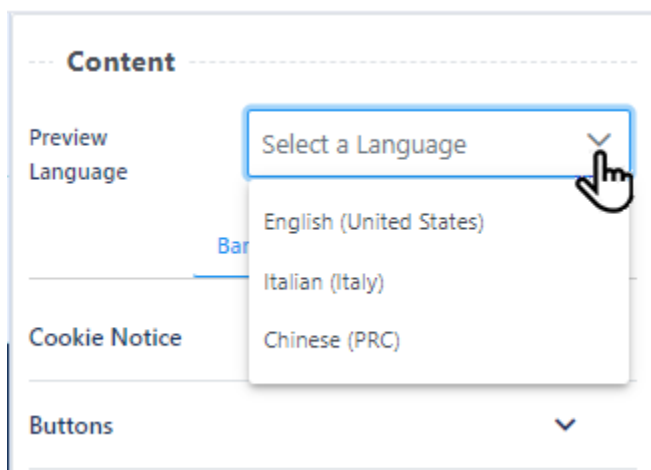 Content
Preview
Language
Select a Language
English (United States)
Italian (Italy)
Chinese (PRC)
Cookie Notice
Buttons